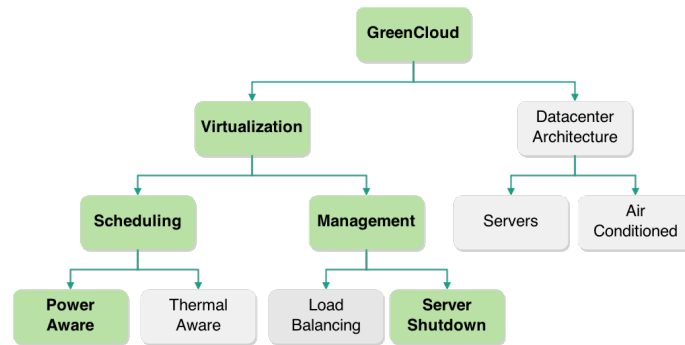 GreenCloud
Virtualization
Datacenter
Architecture
Scheduling
Management
Servers
Air
Conditioned
Power
Aware
Thermal
Aware
Load
Balancing
Server
Shutdown